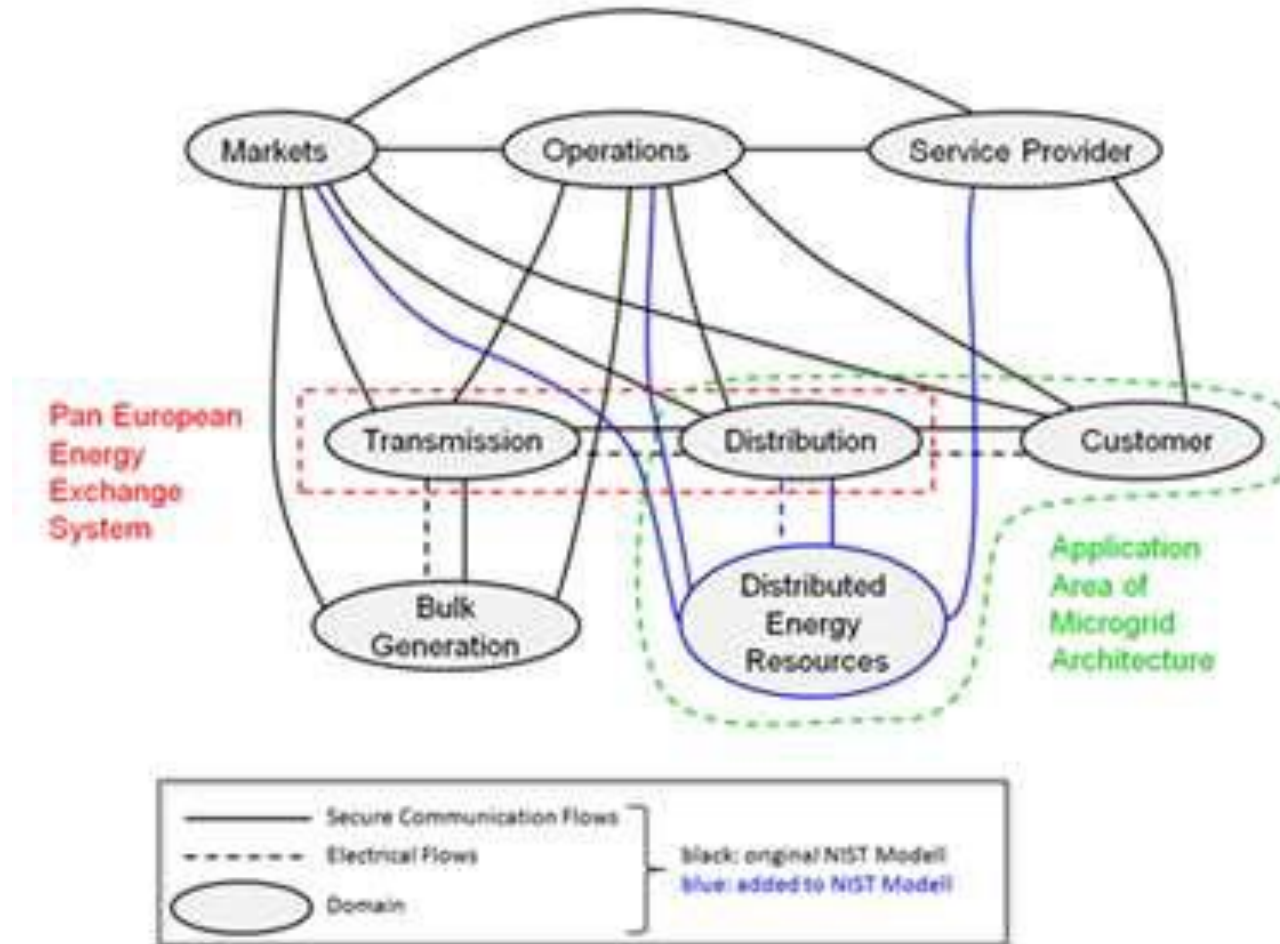 Markets
Operations
Service Provider
Pan European
Energy
Exchange
System
Transmission
Distribution
Customer
Bulk
Generation
Distributed
Energy
Resources
Application
Area of
Microgrid
Architecture
Secure Communication Flows
Electrical Flows
Domain
black: original NIST Modell
blue: added to NIST Modell